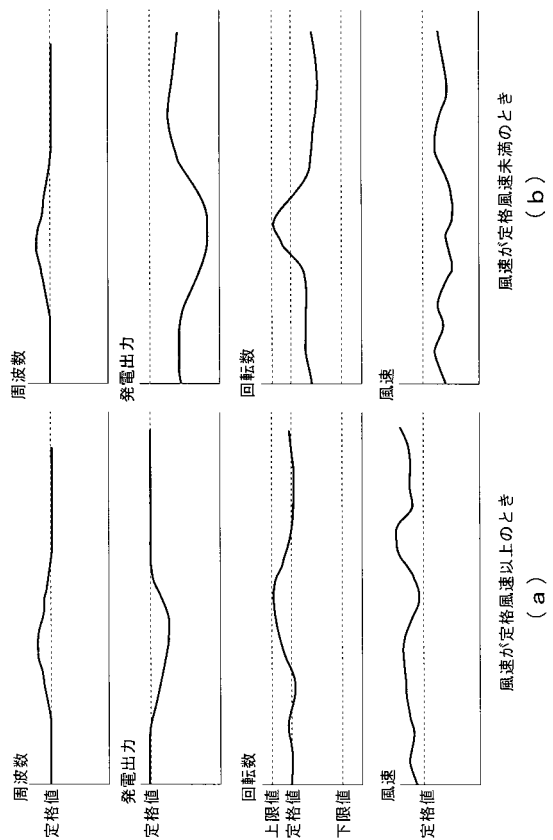 周波数
定格値
発電出力
定格値
回転数
上限値
定格値
下限値
風速
定格値
風速が定格風速以上のとき
(a)
周波数
発電出力
回転数
風速
風速が定格風速未満のとき
(b)